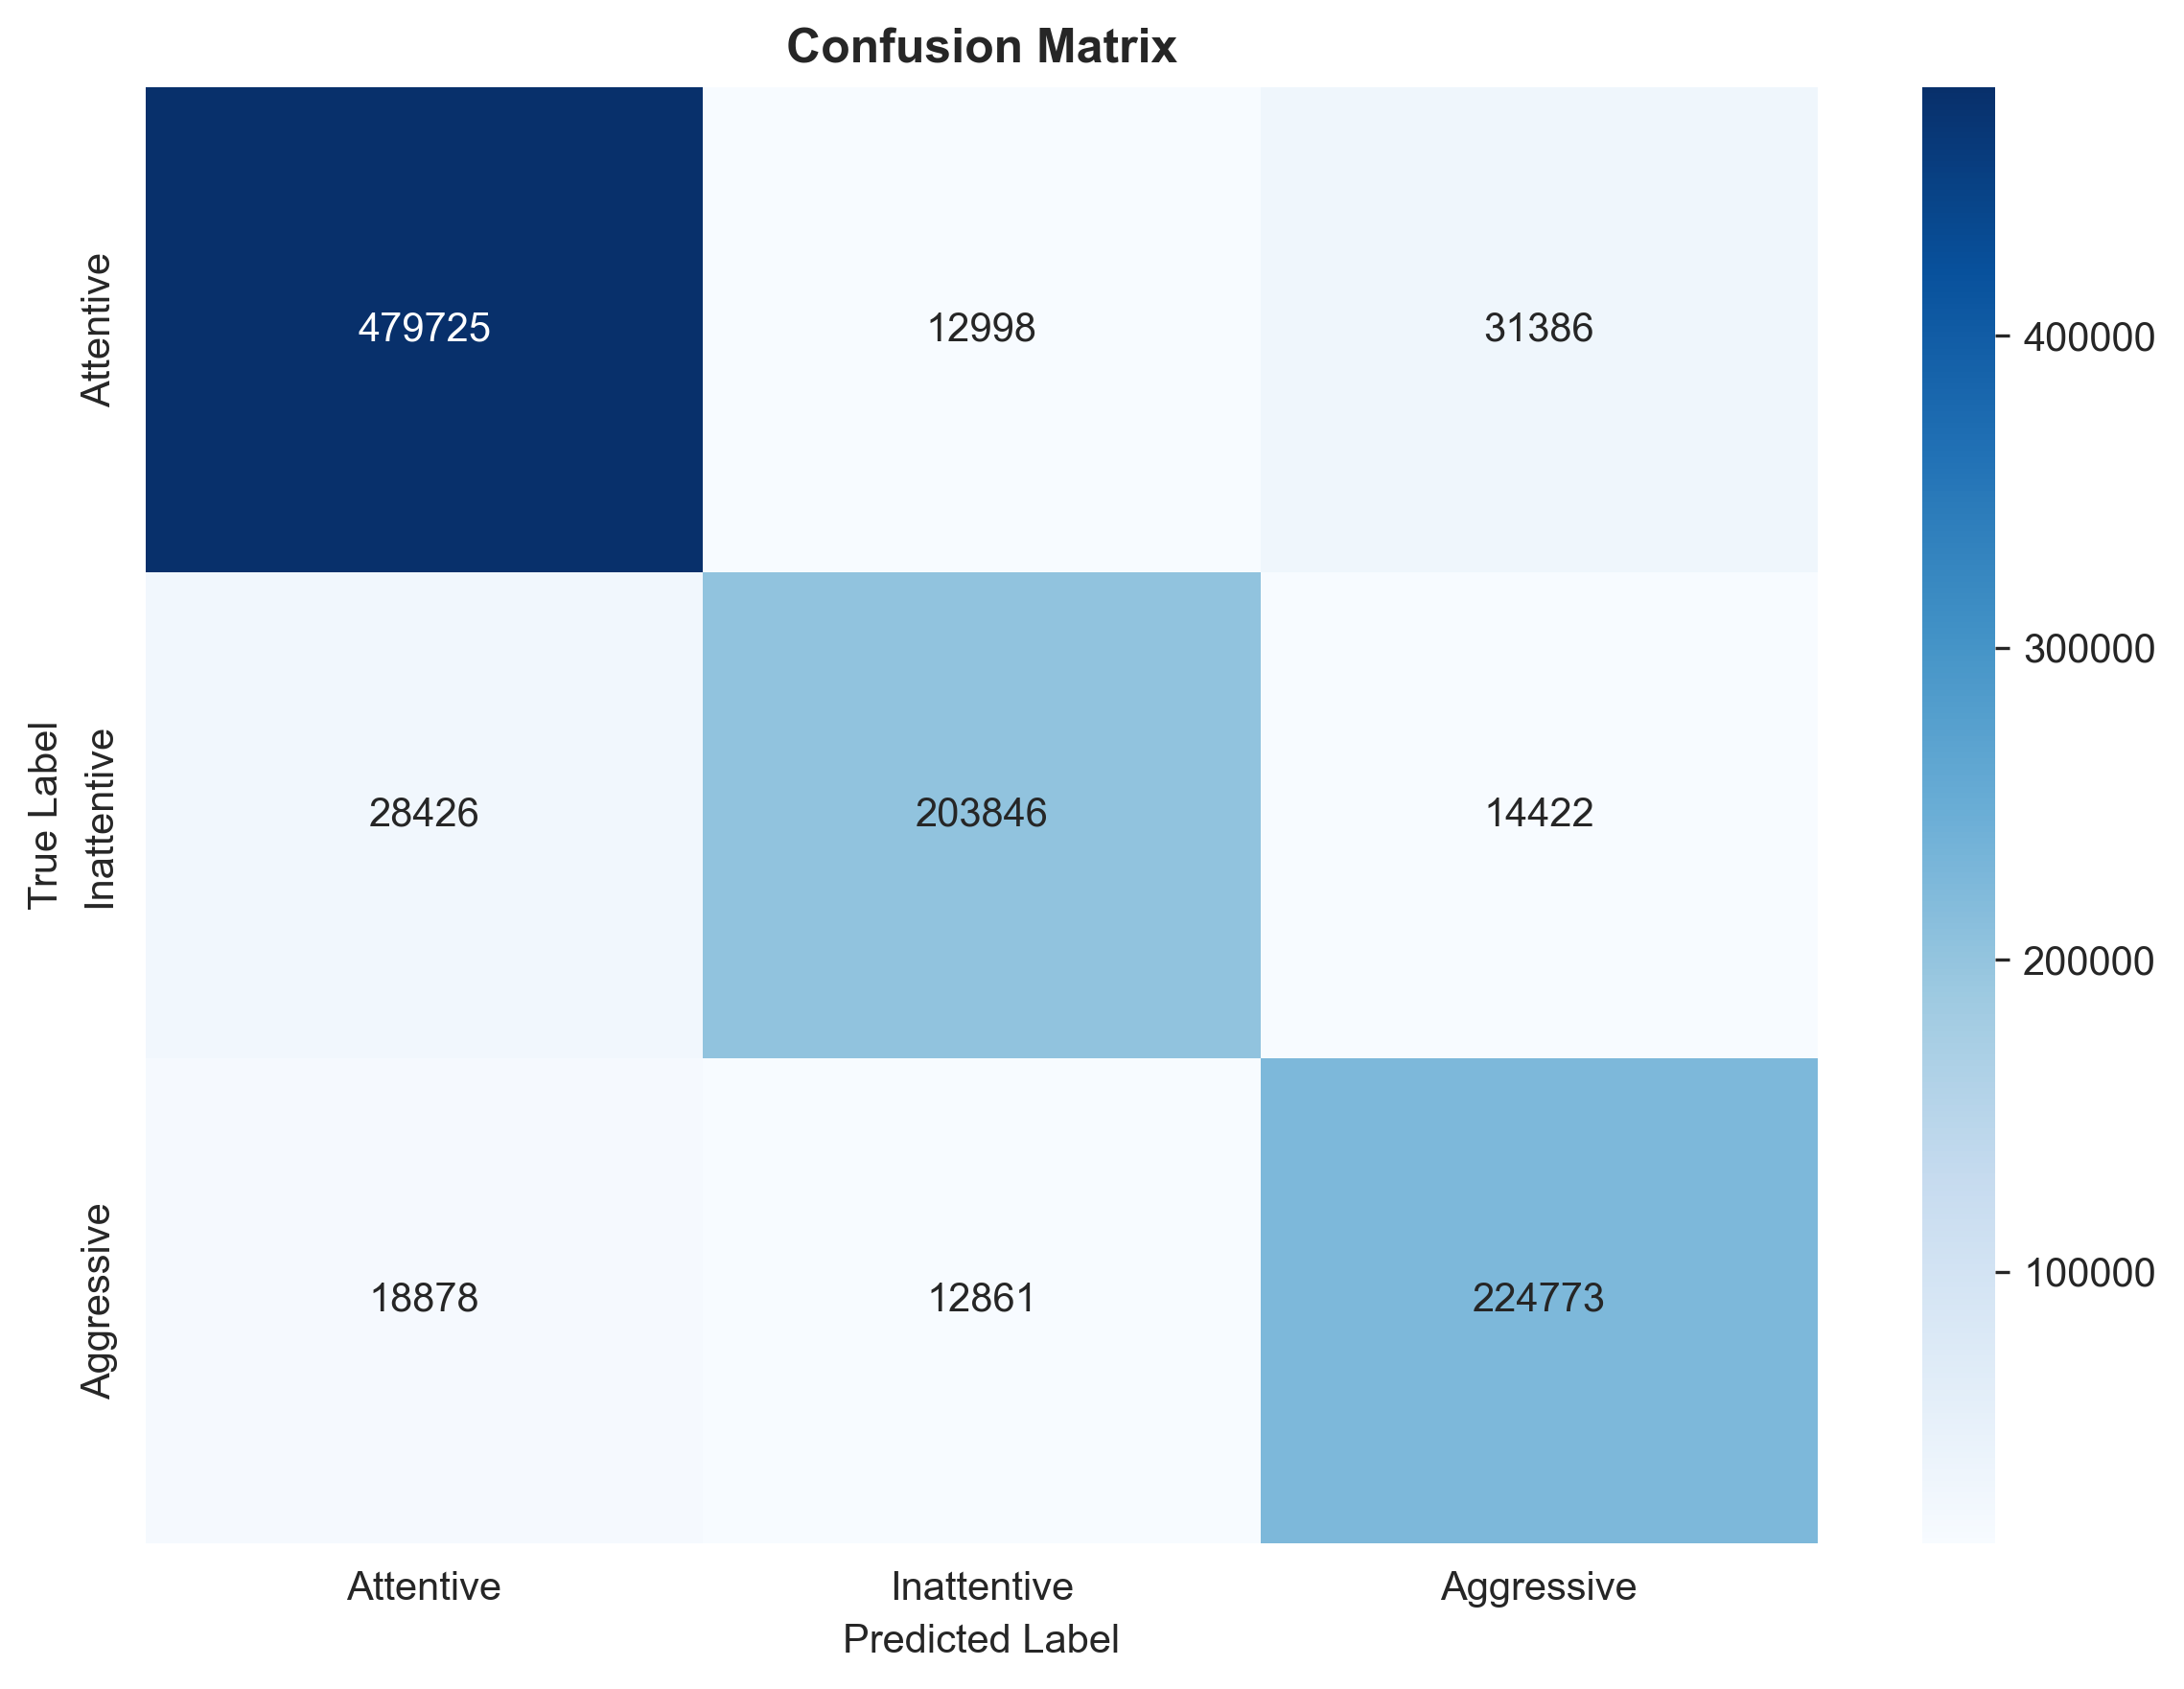 Confusion Matrix
True Label
Attentive
479725 12998 31386
Inattentive
28426 203846 14422
Aggressive
18878 12861 224773
Attentive Inattentive Aggressive
Predicted Label
400000
300000
200000
100000